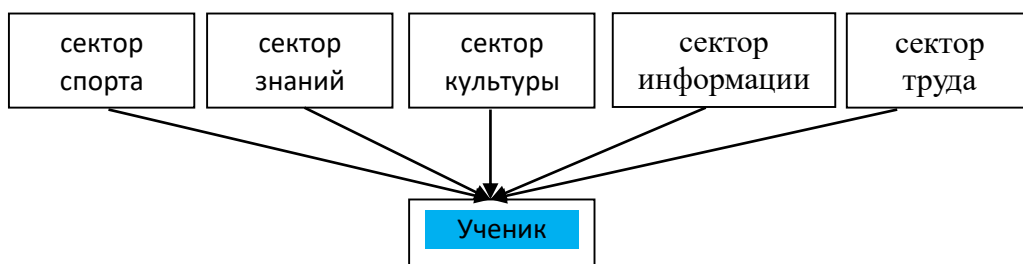 сектор
спорта
сектор
знаний
сектор
культуры
сектор
информации
сектор
труда
Ученик